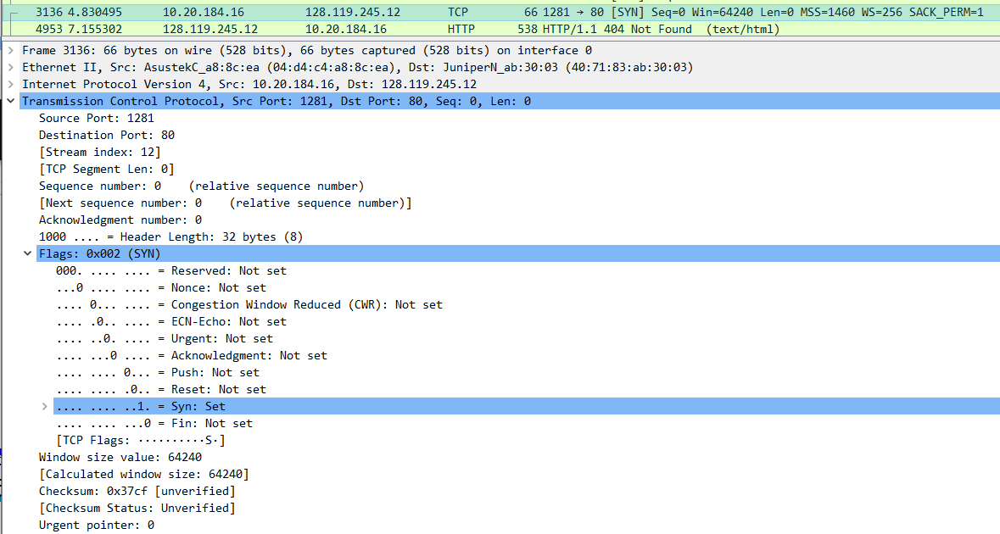 3136 4.830495 10.20.184.16 128.119.245.12 TCP 66 1281 → 80 [SYN] Seq=0 Win=64240 Len=0 MSS=1460 WS=256 SACK_PERM=1
4953 7.155302 128.119.245.12 10.20.184.16 HTTP 538 HTTP/1.1 404 Not Found (text/html)
Frame 3136: 66 bytes on wire (528 bits), 66 bytes captured (528 bits) on interface 0
Ethernet II, Src: AsustekC_a8:8c:ea (04:d4:c4:a8:8c:ea), Dst: JuniperN_ab:30:03 (40:71:83:ab:30:03)
Internet Protocol Version 4, Src: 10.20.184.16, Dst: 128.119.245.12
Transmission Control Protocol, Src Port: 1281, Dst Port: 80, Seq: 0, Len: 0
Source Port: 1281
Destination Port: 80
[Stream index: 12]
[TCP Segment Len: 0]
Sequence number: 0 (relative sequence number)
[Next sequence number: 0 (relative sequence number)]
Acknowledgment number: 0
1000 .... = Header Length: 32 bytes (8)
Flags: 0x002 (SYN)
000. .... .... = Reserved: Not set
...0 .... .... = Nonce: Not set
.... 0... .... = Congestion Window Reduced (CWR): Not set
.... .0.. .... = ECN-Echo: Not set
.... ..0. .... = Urgent: Not set
.... ...0 .... = Acknowledgment: Not set
.... .... 0... = Push: Not set
.... .... .0.. = Reset: Not set
.... .... ..1. = Syn: Set
.... .... ...0 = Fin: Not set
[TCP Flags: ··········S·]
Window size value: 64240
[Calculated window size: 64240]
Checksum: 0x37cf [unverified]
[Checksum Status: Unverified]
Urgent pointer: 0